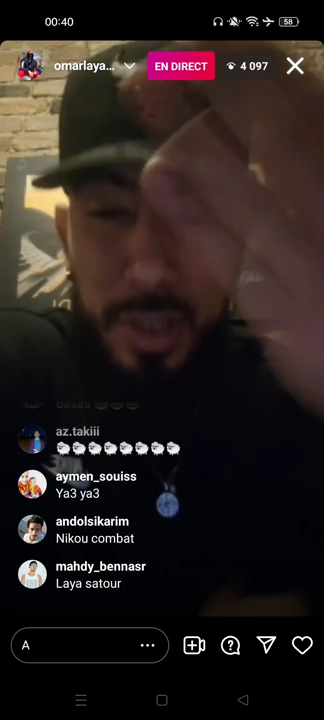 00:40
58
omarlaya...
EN DIRECT
4 097
az.takiii
🐑🐑🐑🐑🐑🐑🐑🐑
aymen_souiss
Ya3 ya3
andolsikarim
Nikou combat
mahdy_bennasr
Laya satour
A